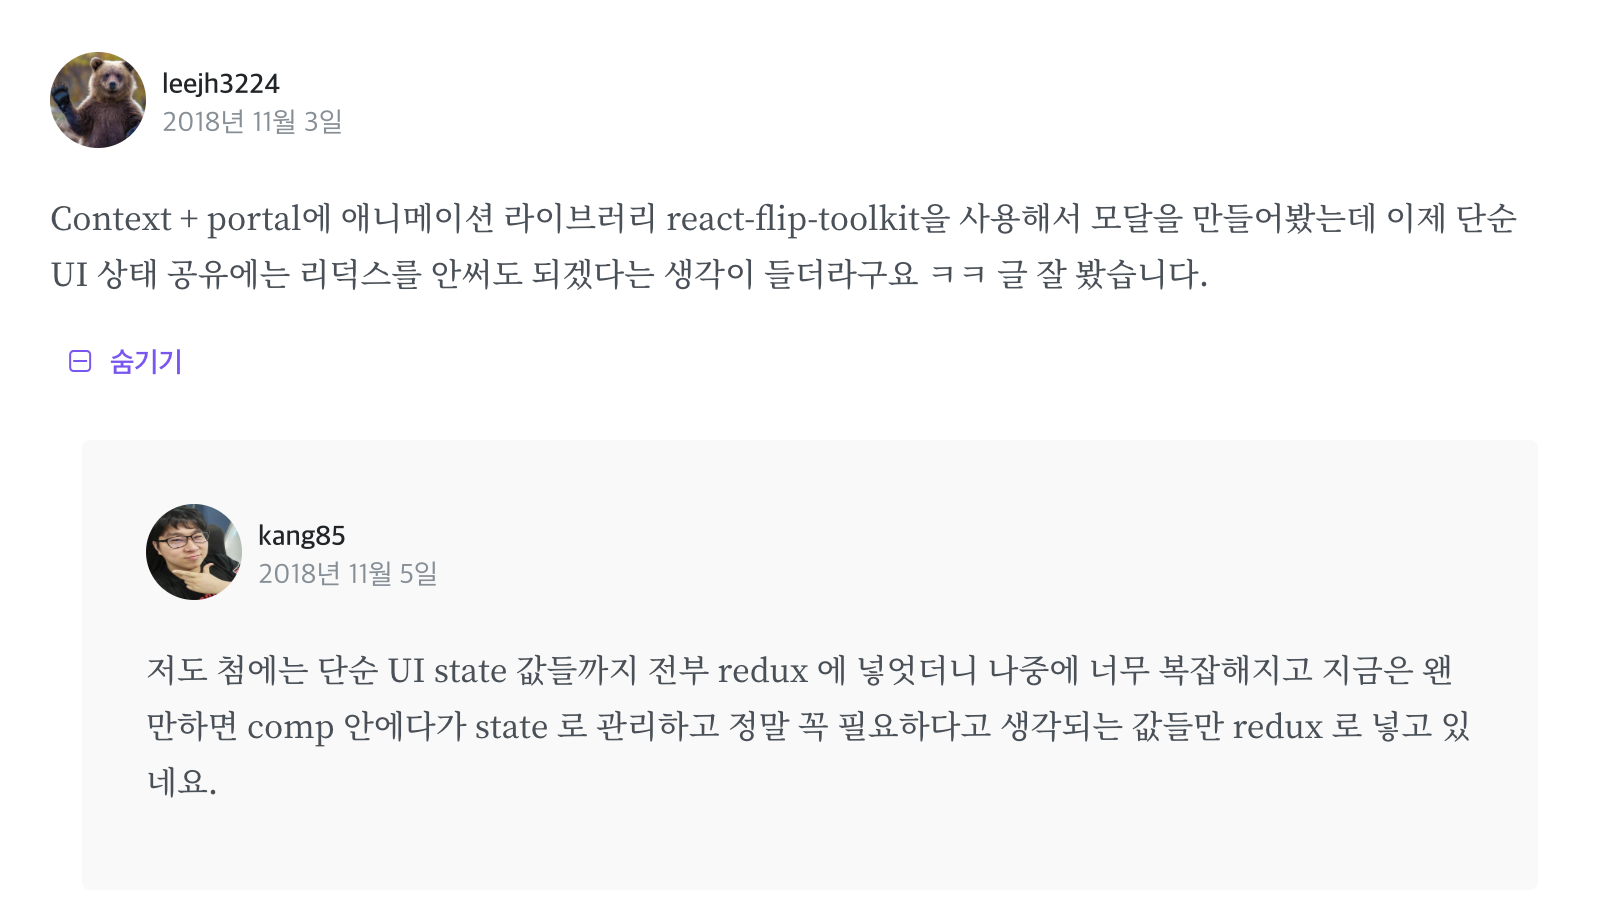 leejh3224
2018년 11월 3일
Context + portal에 애니메이션 라이브러리 react-flip-toolkit을 사용해서 모달을 만들어봤는데 이제 단순
UI 상태 공유에는 리덕스를 안써도 되겠다는 생각이 들더라구요 ㅋㅋ 글 잘 봤습니다.
숨기기
kang85
2018년 11월 5일
저도 첨에는 단순 UI state 값들까지 전부 redux 에 넣엇더니 나중에 너무 복잡해지고 지금은 왠
만하면 comp 안에다가 state 로 관리하고 정말 꼭 필요하다고 생각되는 값들만 redux 로 넣고 있
네요.